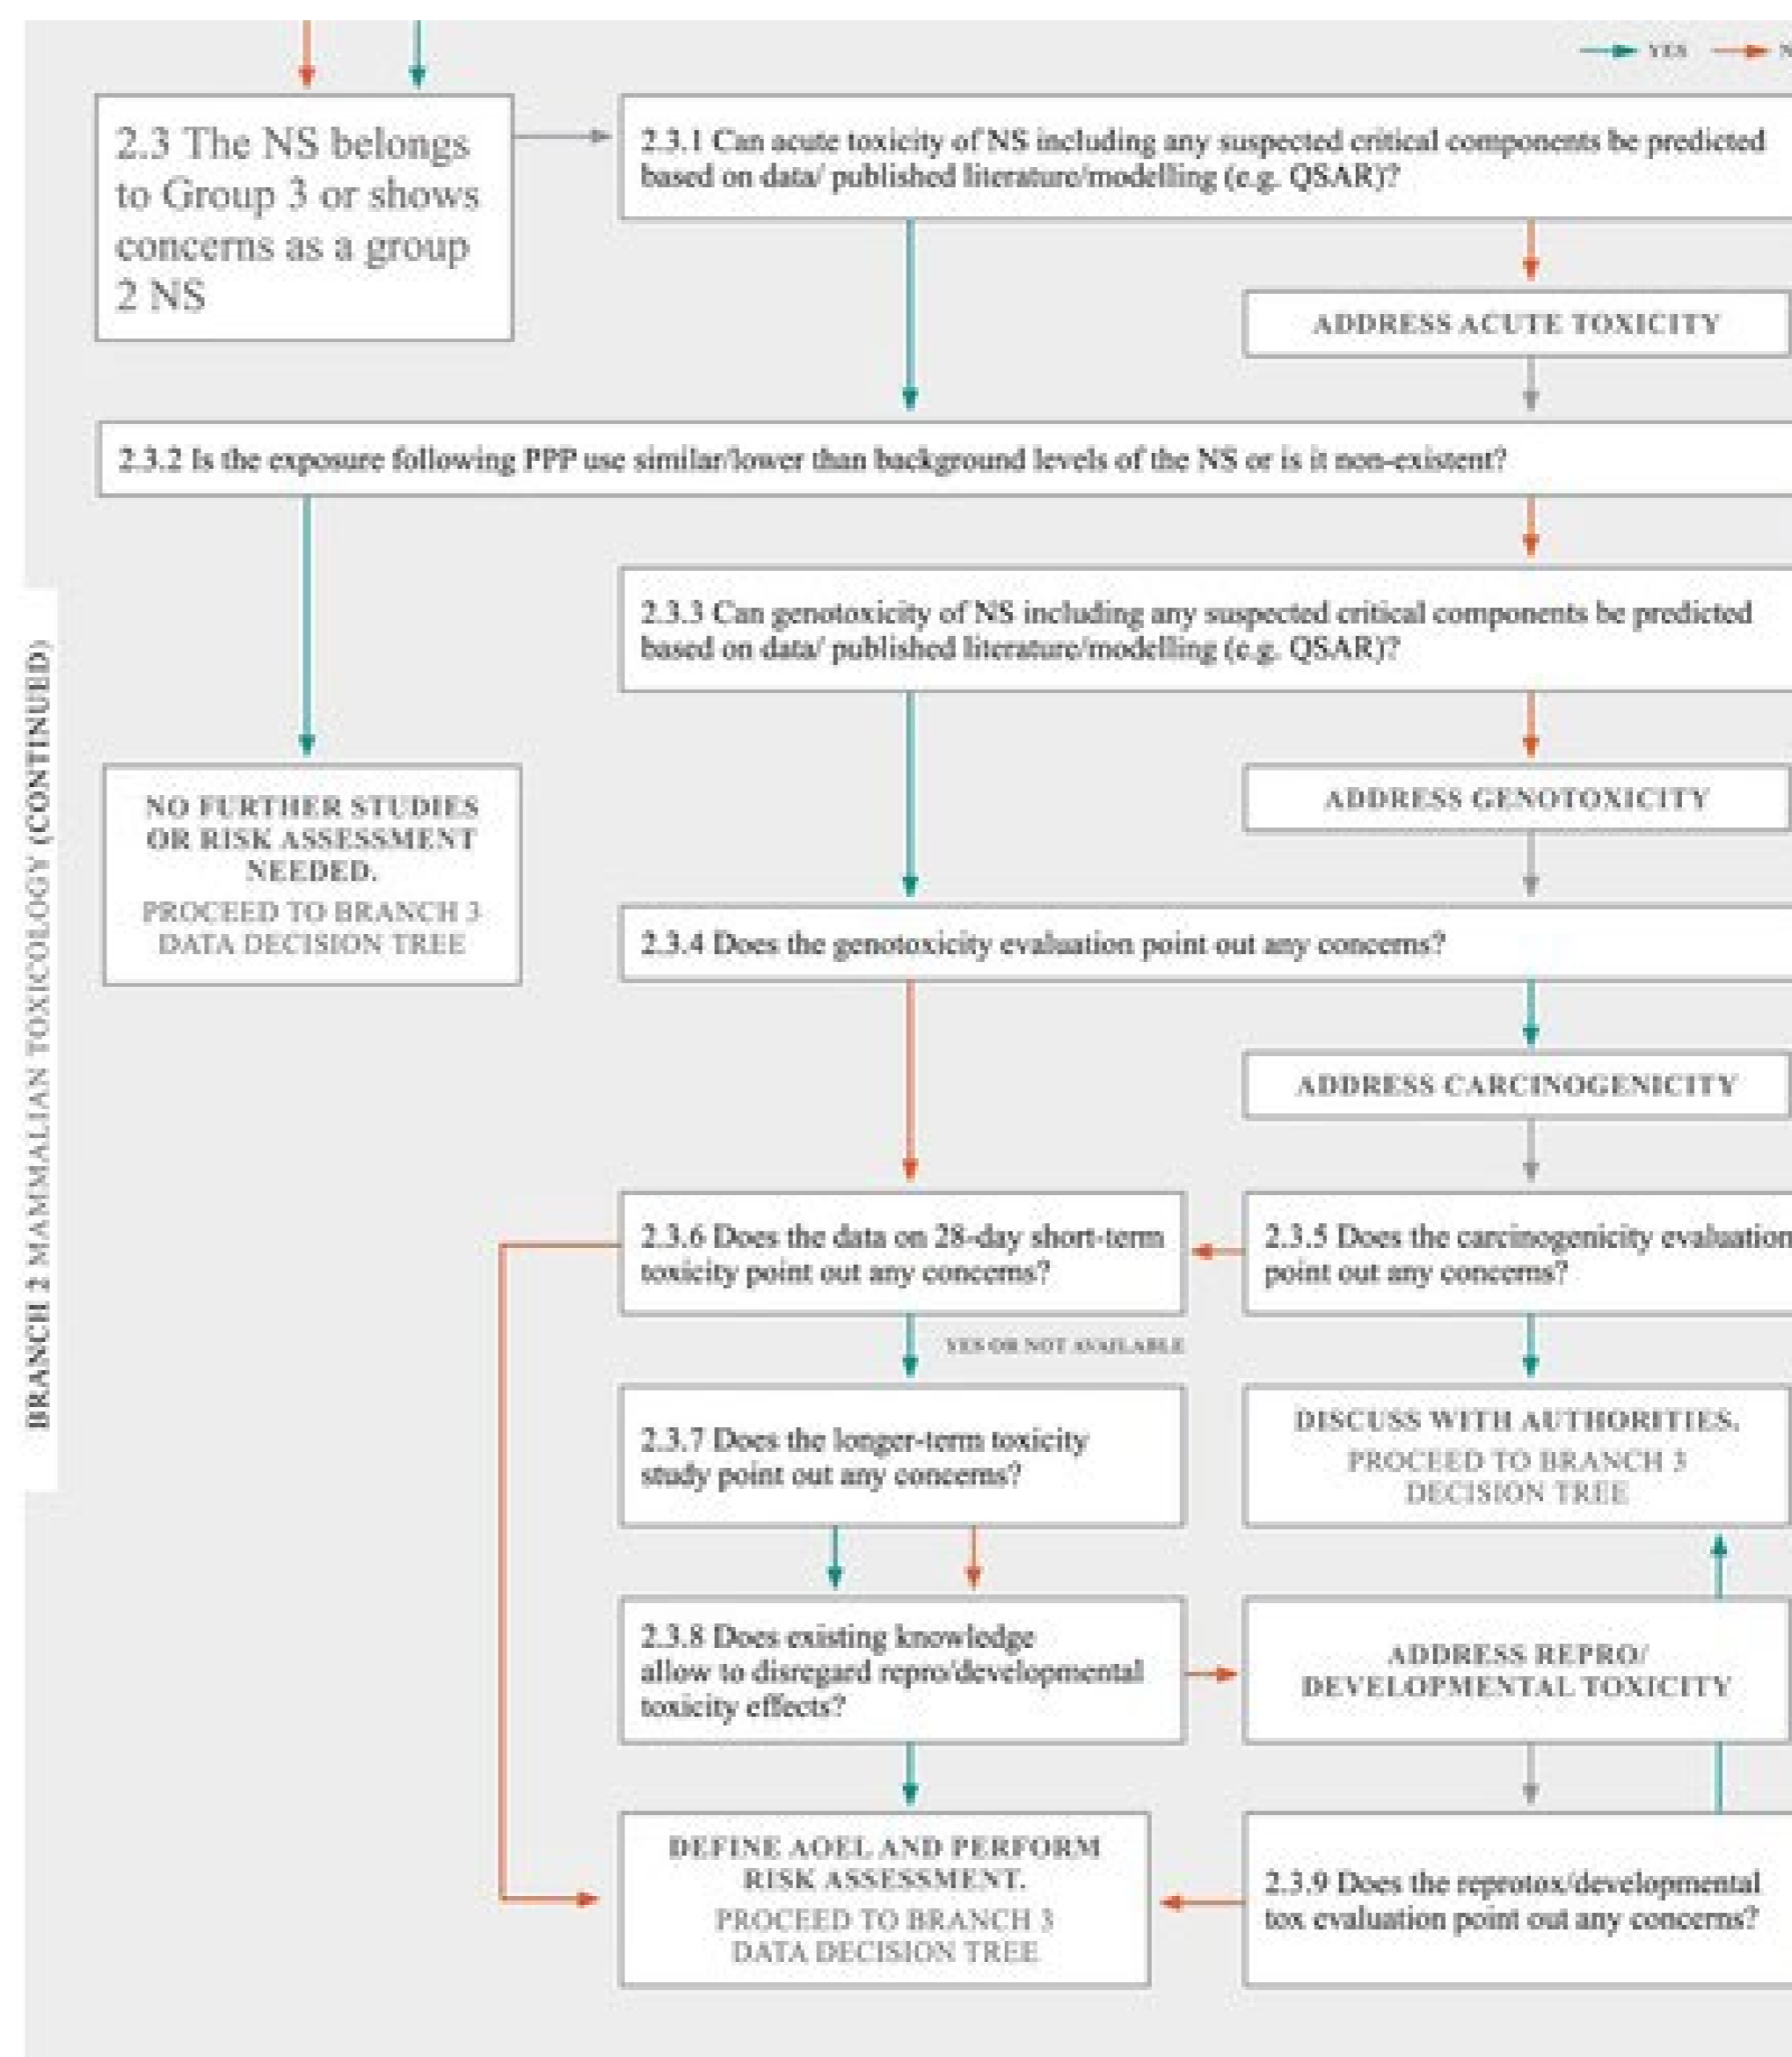 YES
2.3 The NS belongs
to Group 3 or shows
concerns as a group
2 NS
2.3.1 Can acute toxicity of NS including any suspected critical components be predicted
based on data/ published literature/modelling (e.g. QSAR)?
ADDRESS ACUTE TOXICITY
2.3.2 Is the exposure following PPP use similar/lower than background levels of the NS or is it non-existent?
2.3.3 Can genotoxicity of NS including any suspected critical components be predicted
based on data/ published literature/modelling (e.g. QSAR)?
NO FURTHER STUDIES
OR RISK ASSESSMENT
NEEDED.
PROCEED TO BRANCH 3
DATA DECISION TREE
ADDRESS GENOTOXICITY
2.3.4 Does the genotoxicity evaluation point out any concerns?
ADDRESS CARCINOGENICITY
2.3.6 Does the data on 28-day short-term
toxicity point out any concerns?
2.3.5 Does the carcinogenicity evaluation
point out any concerns?
YES OR NOT AVAILABLE
2.3.7 Does the longer-term toxicity
study point out any concerns?
DISCUSS WITH AUTHORITIES.
PROCEED TO BRANCH 3
DECISION TREE
2.3.8 Does existing knowledge
allow to disregard repro/developmental
toxicity effects?
ADDRESS REPRO/
DEVELOPMENTAL TOXICITY
DEFINE AOEL AND PERFORM
RISK ASSESSMENT.
PROCEED TO BRANCH 3
DATA DECISION TREE
2.3.9 Does the reprotox/developmental
tox evaluation point out any concerns?
BRANCH 2 MAMMALIAN TOXICOLOGY (CONTINUED)